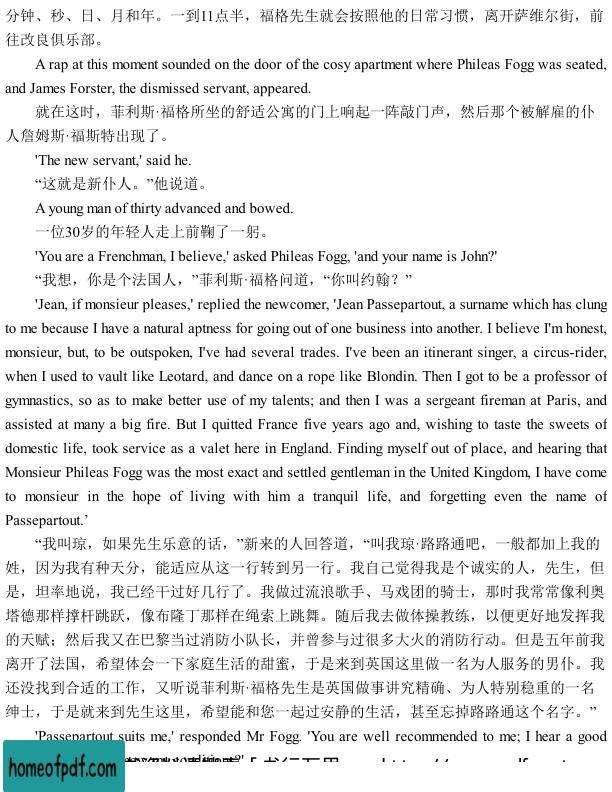 分钟、秒、日、月和年。一到11点半，福格先生就会按照他的日常习惯，离开萨维尔街，前
往改良俱乐部。
A rap at this moment sounded on the door of the cosy apartment where Phileas Fogg was seated,
and James Forster, the dismissed servant, appeared.
就在这时，菲利斯·福格所坐的舒适公寓的门上响起一阵敲门声，然后那个被解雇的仆
人詹姆斯·福斯特出现了。
'The new servant,' said he.
“这就是新仆人。”他说道。
A young man of thirty advanced and bowed.
一位30岁的年轻人走上前鞠了一躬。
'You are a Frenchman, I believe,' asked Phileas Fogg, 'and your name is John?'
“我想，你是个法国人，”菲利斯·福格问道，“你叫约翰？”
'Jean, if monsieur pleases,' replied the newcomer, 'Jean Passepartout, a surname which has clung
to me because I have a natural aptness for going out of one business into another. I believe I'm honest,
monsieur, but, to be outspoken, I've had several trades. I've been an itinerant singer, a circus-rider,
when I used to vault like Leotard, and dance on a rope like Blondin. Then I got to be a professor of
gymnastics, so as to make better use of my talents; and then I was a sergeant fireman at Paris, and
assisted at many a big fire. But I quitted France five years ago and, wishing to taste the sweets of
domestic life, took service as a valet here in England. Finding myself out of place, and hearing that
Monsieur Phileas Fogg was the most exact and settled gentleman in the United Kingdom, I have come
to monsieur in the hope of living with him a tranquil life, and forgetting even the name of
Passepartout.’
“我叫琼，如果先生乐意的话，”新来的人回答道，“叫我琼·路路通吧，一般都加上我的
姓，因为我有种天分，能适应从这一行转到另一行。我自己觉得我是个诚实的人，先生，但
是，坦率地说，我已经干过好几行了。我做过流浪歌手、马戏团的骑士，那时我常常像利奥
塔德那样撑杆跳跃，像布隆丁那样在绳索上跳舞。随后我去做体操教练，以便更好地发挥我
的天赋；然后我又在巴黎当过消防小队长，并曾参与过很多大火的消防行动。但是五年前我
离开了法国，希望体会一下家庭生活的甜蜜，于是来到英国这里做一名为人服务的男仆。我
还没找到合适的工作，又听说菲利斯·福格先生是英国做事讲究精确、为人特别稳重的一名
绅士，于是就来到先生这里，希望能和您一起过安静的生活，甚至忘掉路路通这个名字。”
'Passepartout suits me,' responded Mr Fogg. 'You are well recommended to me; I hear a good
homeofpdf.com